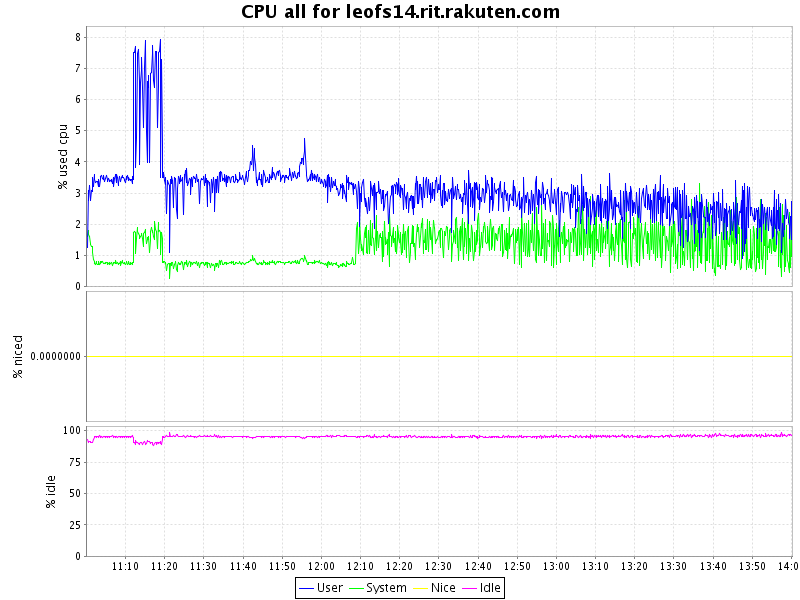 CPU all for leofs14.rit.rakuten.com
% used cpu
8
7
6
5
4
3
2
1
0
% niced
0.0000000
% idle
100
75
50
25
0
11:10 11:20 11:30 11:40 11:50 12:00 12:10 12:20 12:30 12:40 12:50 13:00 13:10 13:20 13:30 13:40 13:50 14:0
User System Nice Idle